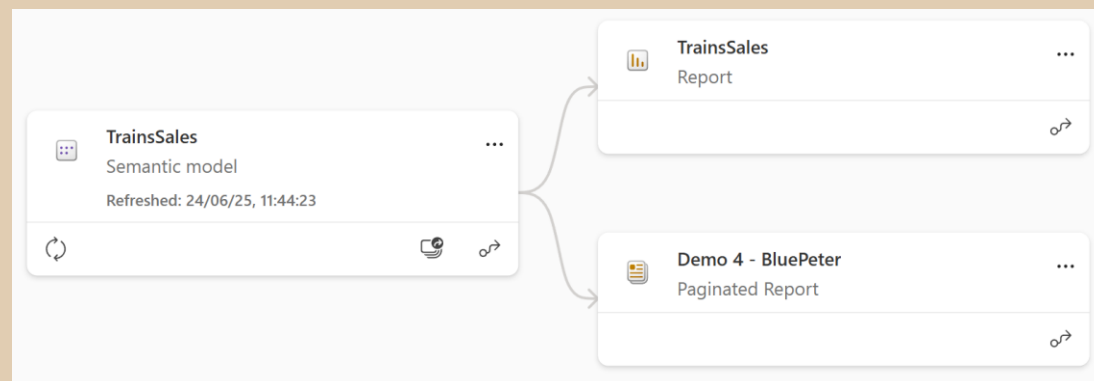 TrainsSales
Semantic model
Refreshed: 24/06/25, 11:44:23
TrainsSales
Report
Demo 4 - BluePeter
Paginated Report